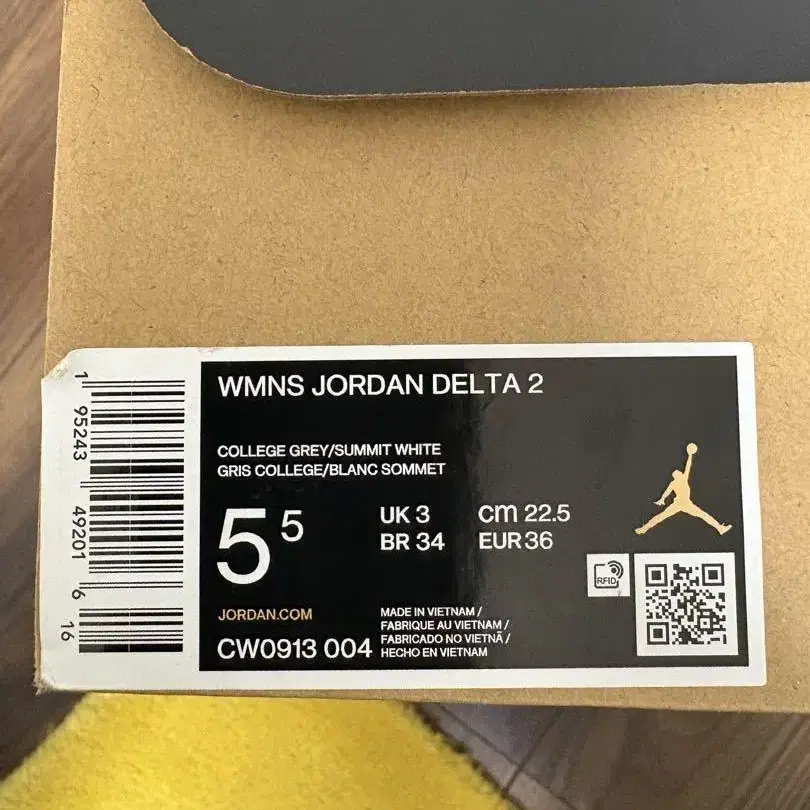 WMNS JORDAN DELTA 2
COLLEGE GREY/SUMMIT WHITE
GRIS COLLEGE/BLANC SOMMET
5 5
UK 3 cm 22.5
BR 34 EUR 36
JORDAN.COM
CW0913 004
MADE IN VIETNAM /
FABRIQUE AU VIETNAM /
FABRICADO NO VIETNÃ /
HECHO EN VIETNAM
RFID
1 95243 49201 6 16